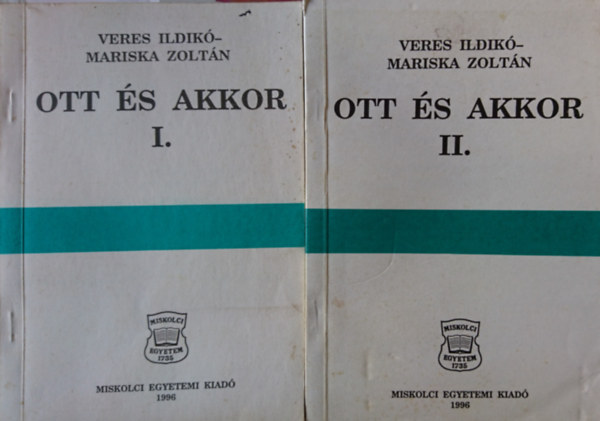 VERES ILDIKÓ–
MARISKA ZOLTÁN
OTT ÉS AKKOR
I.
MISKOLCI
EGYETEM
1735
MISKOLCI EGYETEMI KIADÓ
1996
VERES ILDIKÓ–
MARISKA ZOLTÁN
OTT ÉS AKKOR
II.
MISKOLCI
EGYETEM
1735
MISKOLCI EGYETEMI KIADÓ
1996